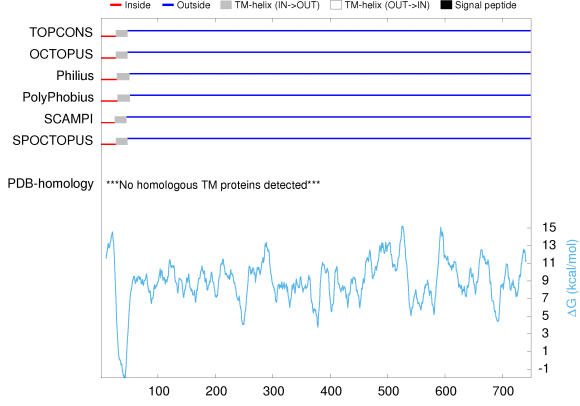 Inside Outside TM-helix (IN->OUT) TM-helix (OUT->IN) Signal peptide
TOPCONS
OCTOPUS
Philius
PolyPhobius
SCAMPI
SPOCTOPUS
PDB-homology ***No homologous TM proteins detected***
15
13
11
9
7
5
3
1
-1
ΔG (kcal/mol)
100 200 300 400 500 600 700